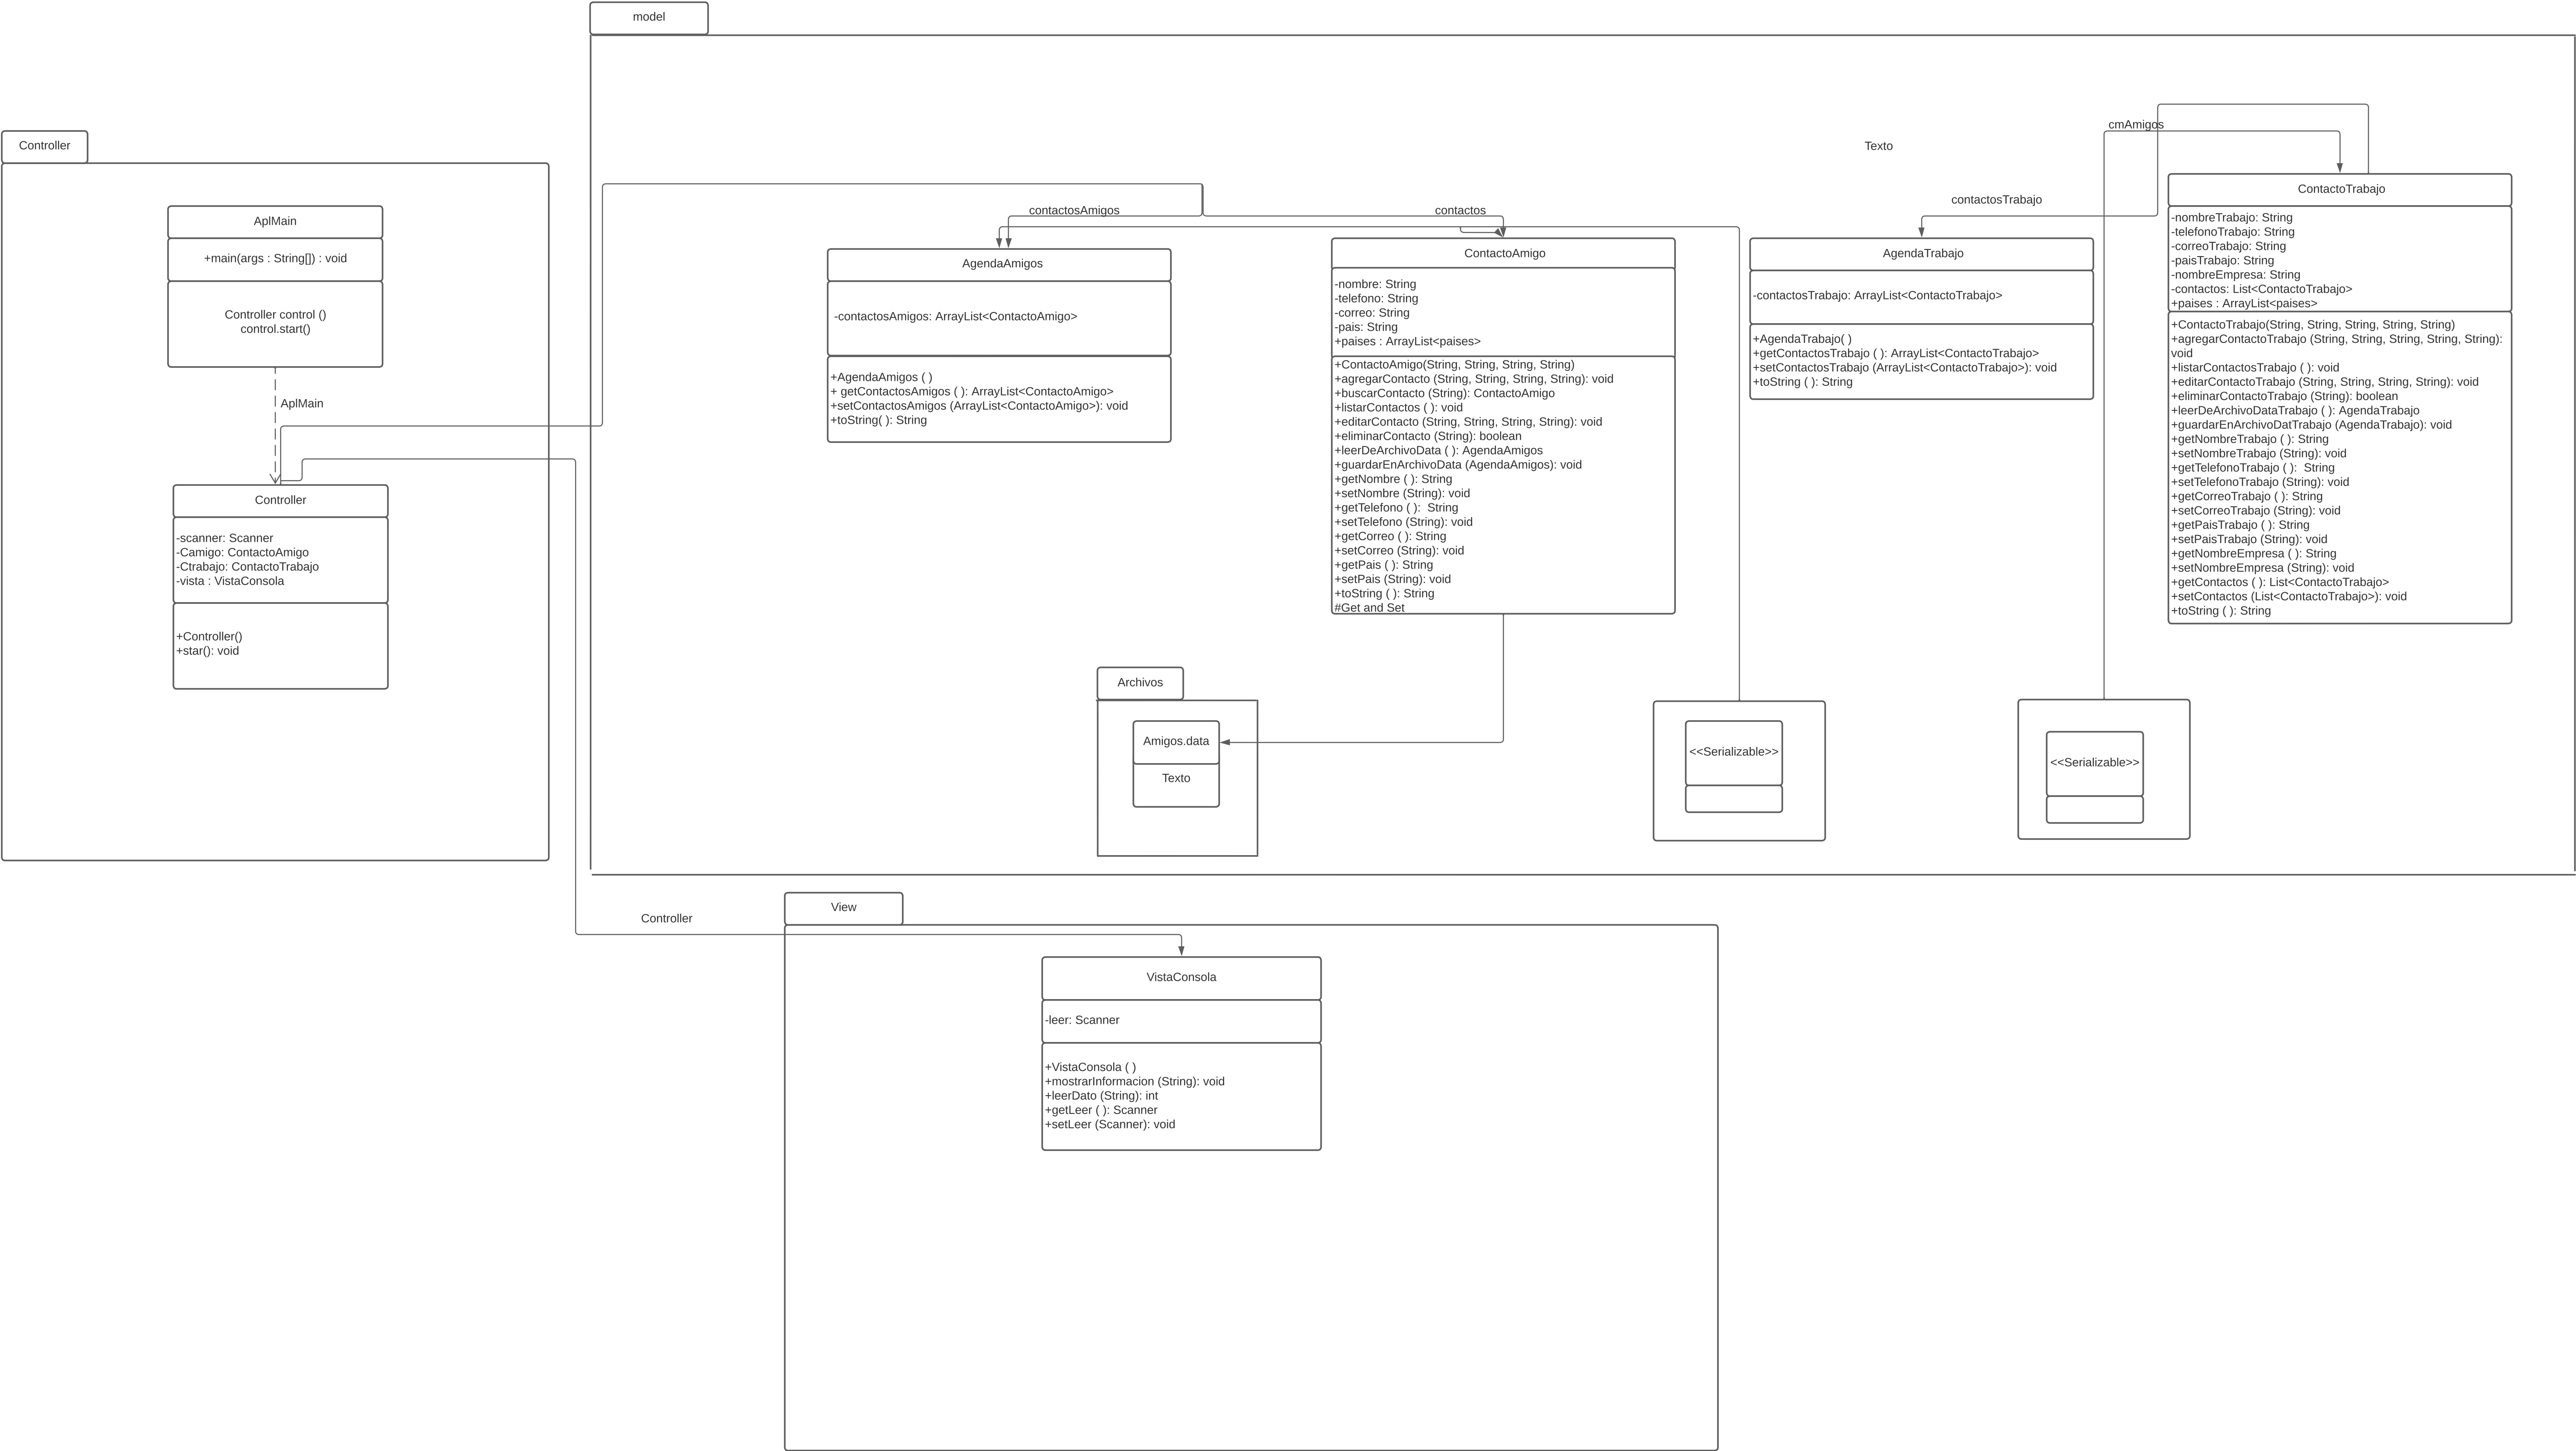 model
Controller
AplMain
+main(args : String[]) : void
Controller control ()
control.start()
AplMain
Controller
-scanner: Scanner
-Camigo: ContactoAmigo
-Ctrabajo: ContactoTrabajo
-vista : VistaConsola
+Controller()
+star(): void
contactosAmigos
contactos
Texto
contactosTrabajo
cmAmigos
AgendaAmigos
-contactosAmigos: ArrayList<ContactoAmigo>
+AgendaAmigos ( )
+ getContactosAmigos ( ): ArrayList<ContactoAmigo>
+setContactosAmigos (ArrayList<ContactoAmigo>): void
+toString( ): String
ContactoAmigo
-nombre: String
-telefono: String
-correo: String
-pais: String
+paises : ArrayList<paises>
+ContactoAmigo(String, String, String, String)
+agregarContacto (String, String, String, String): void
+buscarContacto (String): ContactoAmigo
+listarContactos ( ): void
+editarContacto (String, String, String, String): void
+eliminarContacto (String): boolean
+leerDeArchivoData ( ): AgendaAmigos
+guardarEnArchivoData (AgendaAmigos): void
+getNombre ( ): String
+setNombre (String): void
+getTelefono ( ):  String
+setTelefono (String): void
+getCorreo ( ): String
+setCorreo (String): void
+getPais ( ): String
+setPais (String): void
+toString ( ): String
#Get and Set
AgendaTrabajo
-contactosTrabajo: ArrayList<ContactoTrabajo>
+AgendaTrabajo( )
+getContactosTrabajo ( ): ArrayList<ContactoTrabajo>
+setContactosTrabajo (ArrayList<ContactoTrabajo>): void
+toString ( ): String
ContactoTrabajo
-nombreTrabajo: String
-telefonoTrabajo: String
-correoTrabajo: String
-paisTrabajo: String
-nombreEmpresa: String
-contactos: List<ContactoTrabajo>
+paises : ArrayList<paises>
+ContactoTrabajo(String, String, String, String, String)
+agregarContactoTrabajo (String, String, String, String, String):
void
+listarContactosTrabajo ( ): void
+editarContactoTrabajo (String, String, String, String): void
+eliminarContactoTrabajo (String): boolean
+leerDeArchivoDataTrabajo ( ): AgendaTrabajo
+guardarEnArchivoDatTrabajo (AgendaTrabajo): void
+getNombreTrabajo ( ): String
+setNombreTrabajo (String): void
+getTelefonoTrabajo ( ):  String
+setTelefonoTrabajo (String): void
+getCorreoTrabajo ( ): String
+setCorreoTrabajo (String): void
+getPaisTrabajo ( ): String
+setPaisTrabajo (String): void
+getNombreEmpresa ( ): String
+setNombreEmpresa (String): void
+getContactos ( ): List<ContactoTrabajo>
+setContactos (List<ContactoTrabajo>): void
+toString ( ): String
Archivos
Amigos.data
Texto
<<Serializable>>
<<Serializable>>
View
Controller
VistaConsola
-leer: Scanner
+VistaConsola ( )
+mostrarInformacion (String): void
+leerDato (String): int
+getLeer ( ): Scanner
+setLeer (Scanner): void